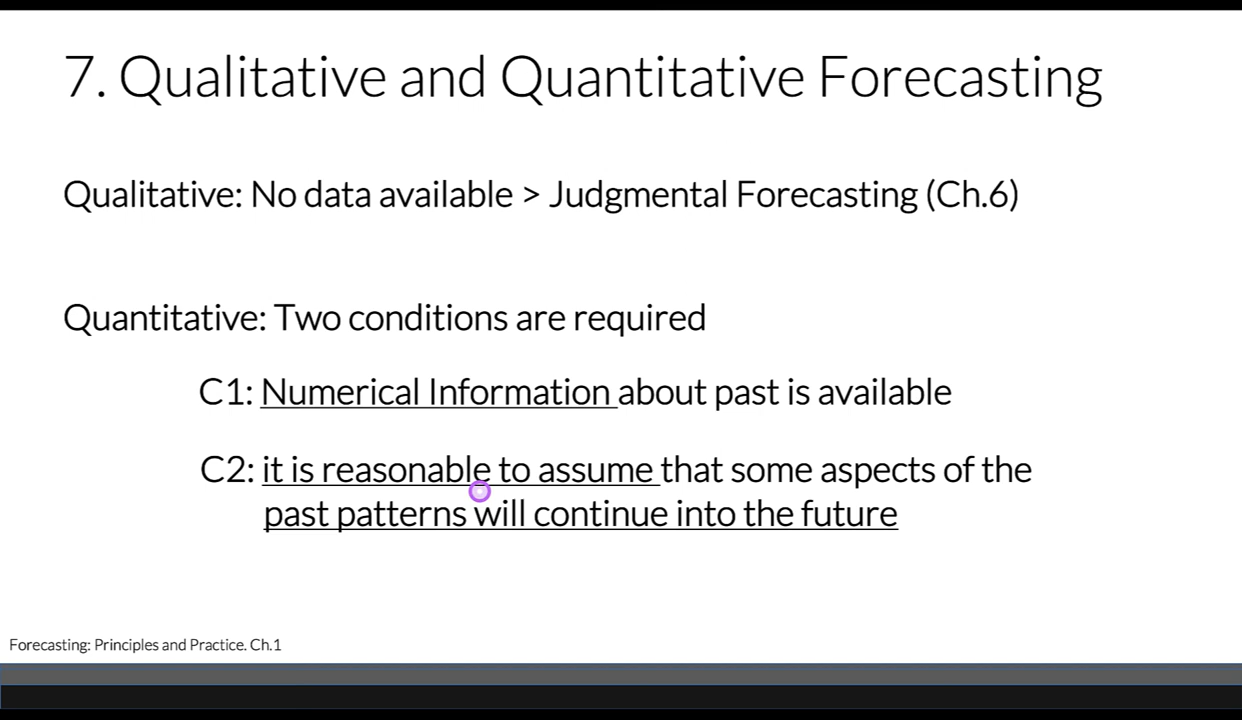 7. Qualitative and Quantitative Forecasting
Qualitative: No data available > Judgmental Forecasting (Ch.6)
Quantitative: Two conditions are required
C1: Numerical Information about past is available
C2: it is reasonable to assume that some aspects of the
past patterns will continue into the future
Forecasting: Principles and Practice. Ch.1